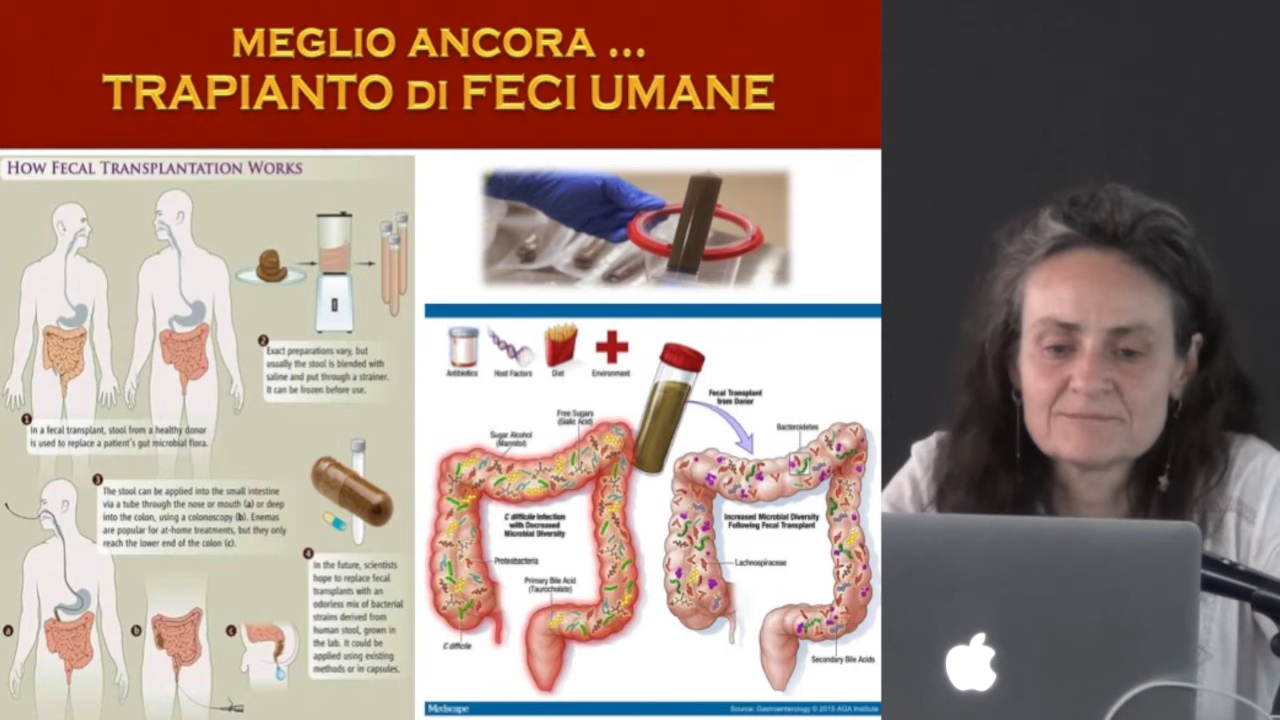 MEGLIO ANCORA ...
TRAPIANTO DI FECI UMANE
HOW FECAL TRANSPLANTATION WORKS
1
In a fecal transplant, stool from a healthy donor
is used to replace a patient's gut microbial flora.
2
Exact preparations vary, but
usually the stool is blended with
saline and put through a strainer.
It can be frozen before use.
3
The stool can be applied into the small intestine
via a tube through the nose or mouth (a) or deep
into the colon, using a colonoscopy (b). Enemas
are popular for at-home treatments, but they only
reach the lower end of the colon (c).
4
In the future, scientists
hope to replace fecal
transplants with an
odorless mix of bacterial
strains derived from
human stool, grown in
the lab. It could be
applied using existing
methods or in capsules.
a
b
c
Antibiotics
Host Factors
Diet
Environment
Fecal Transplant
from Donor
Free Sugars
(Sialic Acid)
Sugar Alcohol
(Mannitol)
Bacteroidetes
C difficile Infection
with Decreased
Microbial Diversity
Increased Microbial Diversity
Following Fecal Transplant
Proteobacteria
Lachnospiraceae
Primary Bile Acid
(Taurocholate)
C difficile
Secondary Bile Acids
Medscape
Source: Gastroenterology © 2015 AGA Institute